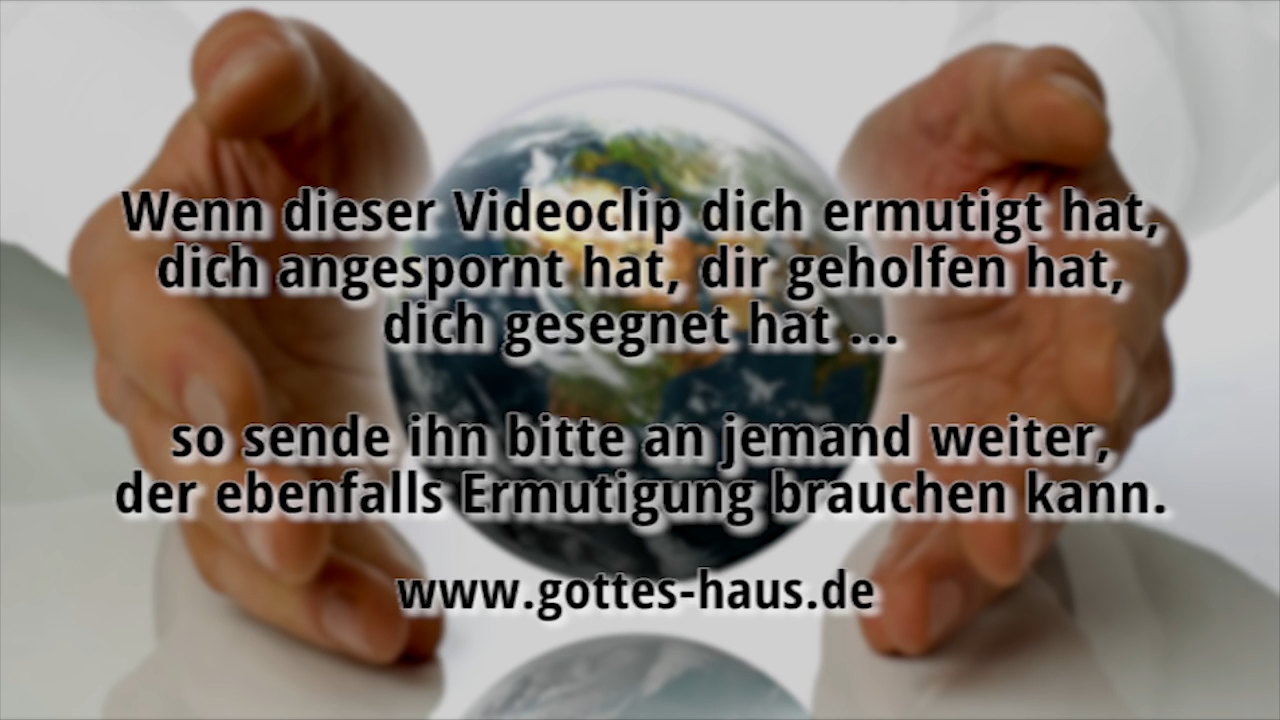 Wenn dieser Videoclip dich ermutigt hat,
dich angespornt hat, dir geholfen hat,
dich gesegnet hat ...
so sende ihn bitte an jemand weiter,
der ebenfalls Ermutigung brauchen kann.
www.gottes-haus.de